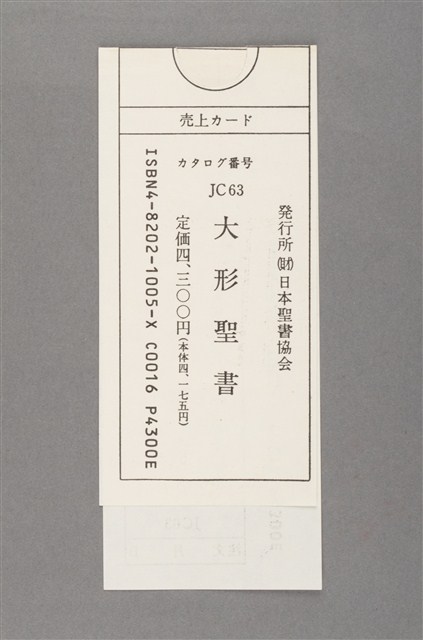 売上カード
カタログ番号
JC63
発行所㈶日本聖書協会
大形聖書
定価四、三〇〇円(本体四、一七五円)
ISBN4-8202-1005-X C0016 P4300E